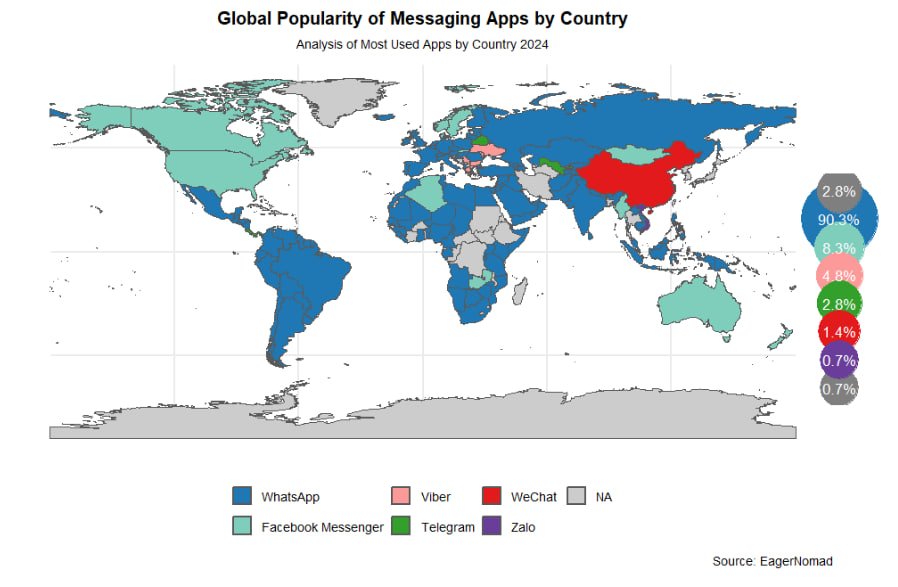 Global Popularity of Messaging Apps by Country
Analysis of Most Used Apps by Country 2024
2.8%
90.3%
8.3%
4.8%
2.8%
1.4%
0.7%
0.7%
WhatsApp
Viber
WeChat
NA
Facebook Messenger
Telegram
Zalo
Source: EagerNomad